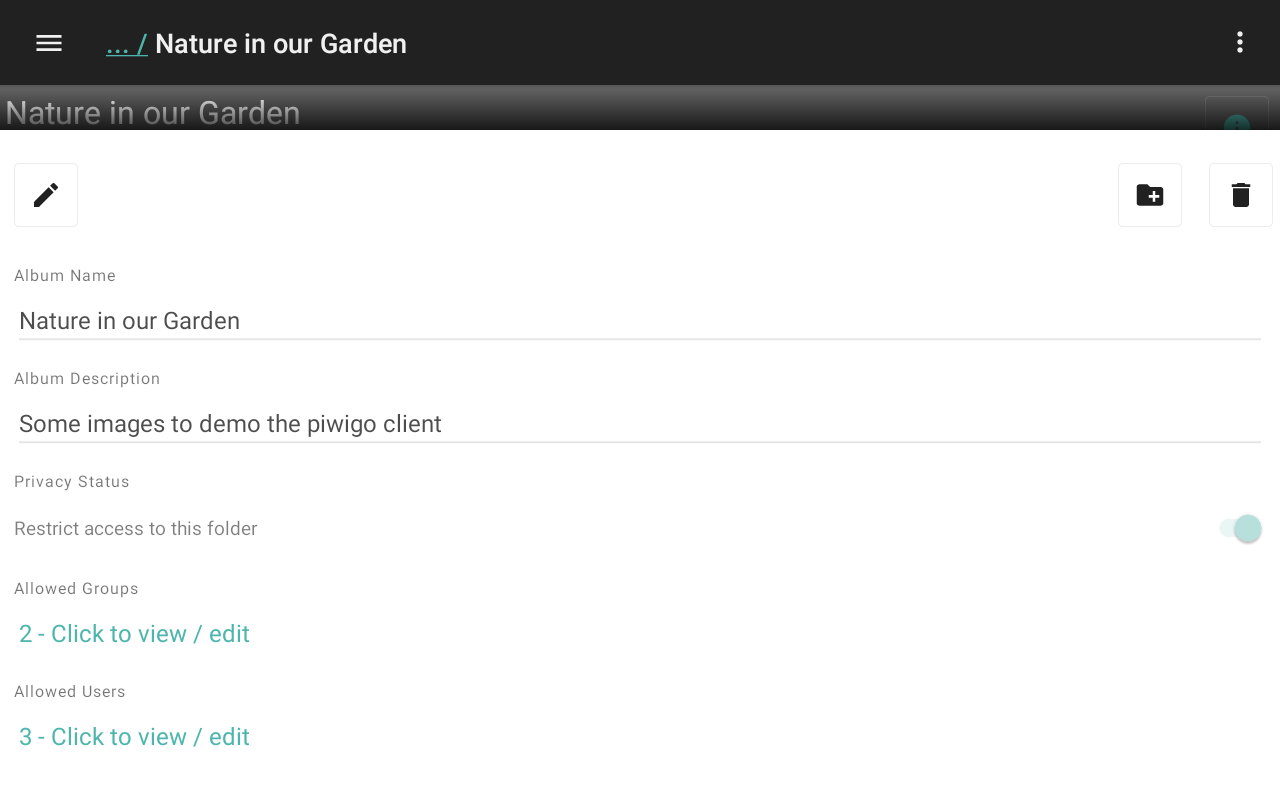 ... / Nature in our Garden
Nature in our Garden
Album Name
Nature in our Garden
Album Description
Some images to demo the piwigo client
Privacy Status
Restrict access to this folder
Allowed Groups
2 - Click to view / edit
Allowed Users
3 - Click to view / edit